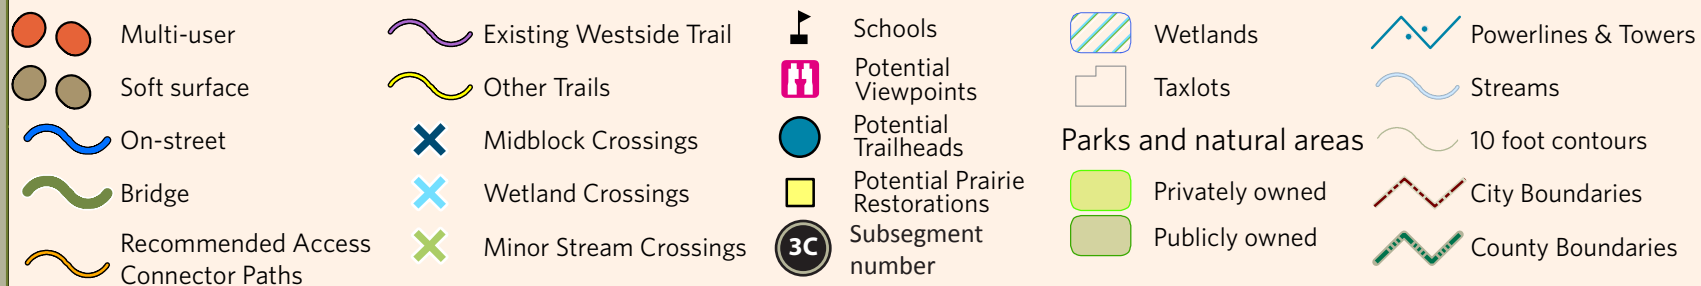 Multi-user
Soft surface
On-street
Bridge
Recommended Access
Connector Paths
Existing Westside Trail
Other Trails
Midblock Crossings
Wetland Crossings
Minor Stream Crossings
Schools
Potential
Viewpoints
Potential
Trailheads
Potential Prairie
Restorations
3C
Subsegment
number
Wetlands
Taxlots
Parks and natural areas
Privately owned
Publicly owned
Powerlines & Towers
Streams
10 foot contours
City Boundaries
County Boundaries